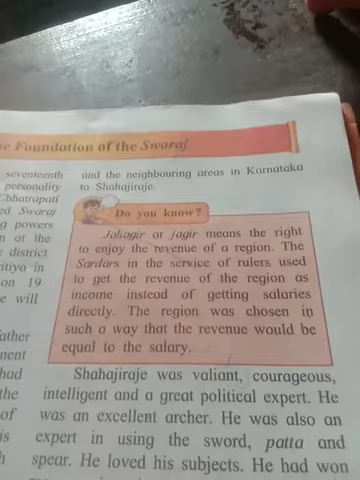 e Foundation of the Swaraj
seventeenth
personality
Chhatrapati
ed Swaraj
g powers
n at the
e district
itiya in
on 19
e will
father
nent
had
the
of
is
h
and the neighbouring areas in Karnataka
to Shahajiraje.
Do you know?
Jahagir or jagir means the right
to enjoy the revenue of a region. The
Sardars in the service of rulers used
to get the revenue of the region as
income instead of getting salaries
directly. The region was chosen in
such a way that the revenue would be
equal to the salary.
Shahajiraje was valiant, courageous,
intelligent and a great political expert. He
was an excellent archer. He was also an
expert in using the sword, patta and
spear. He loved his subjects. He had won